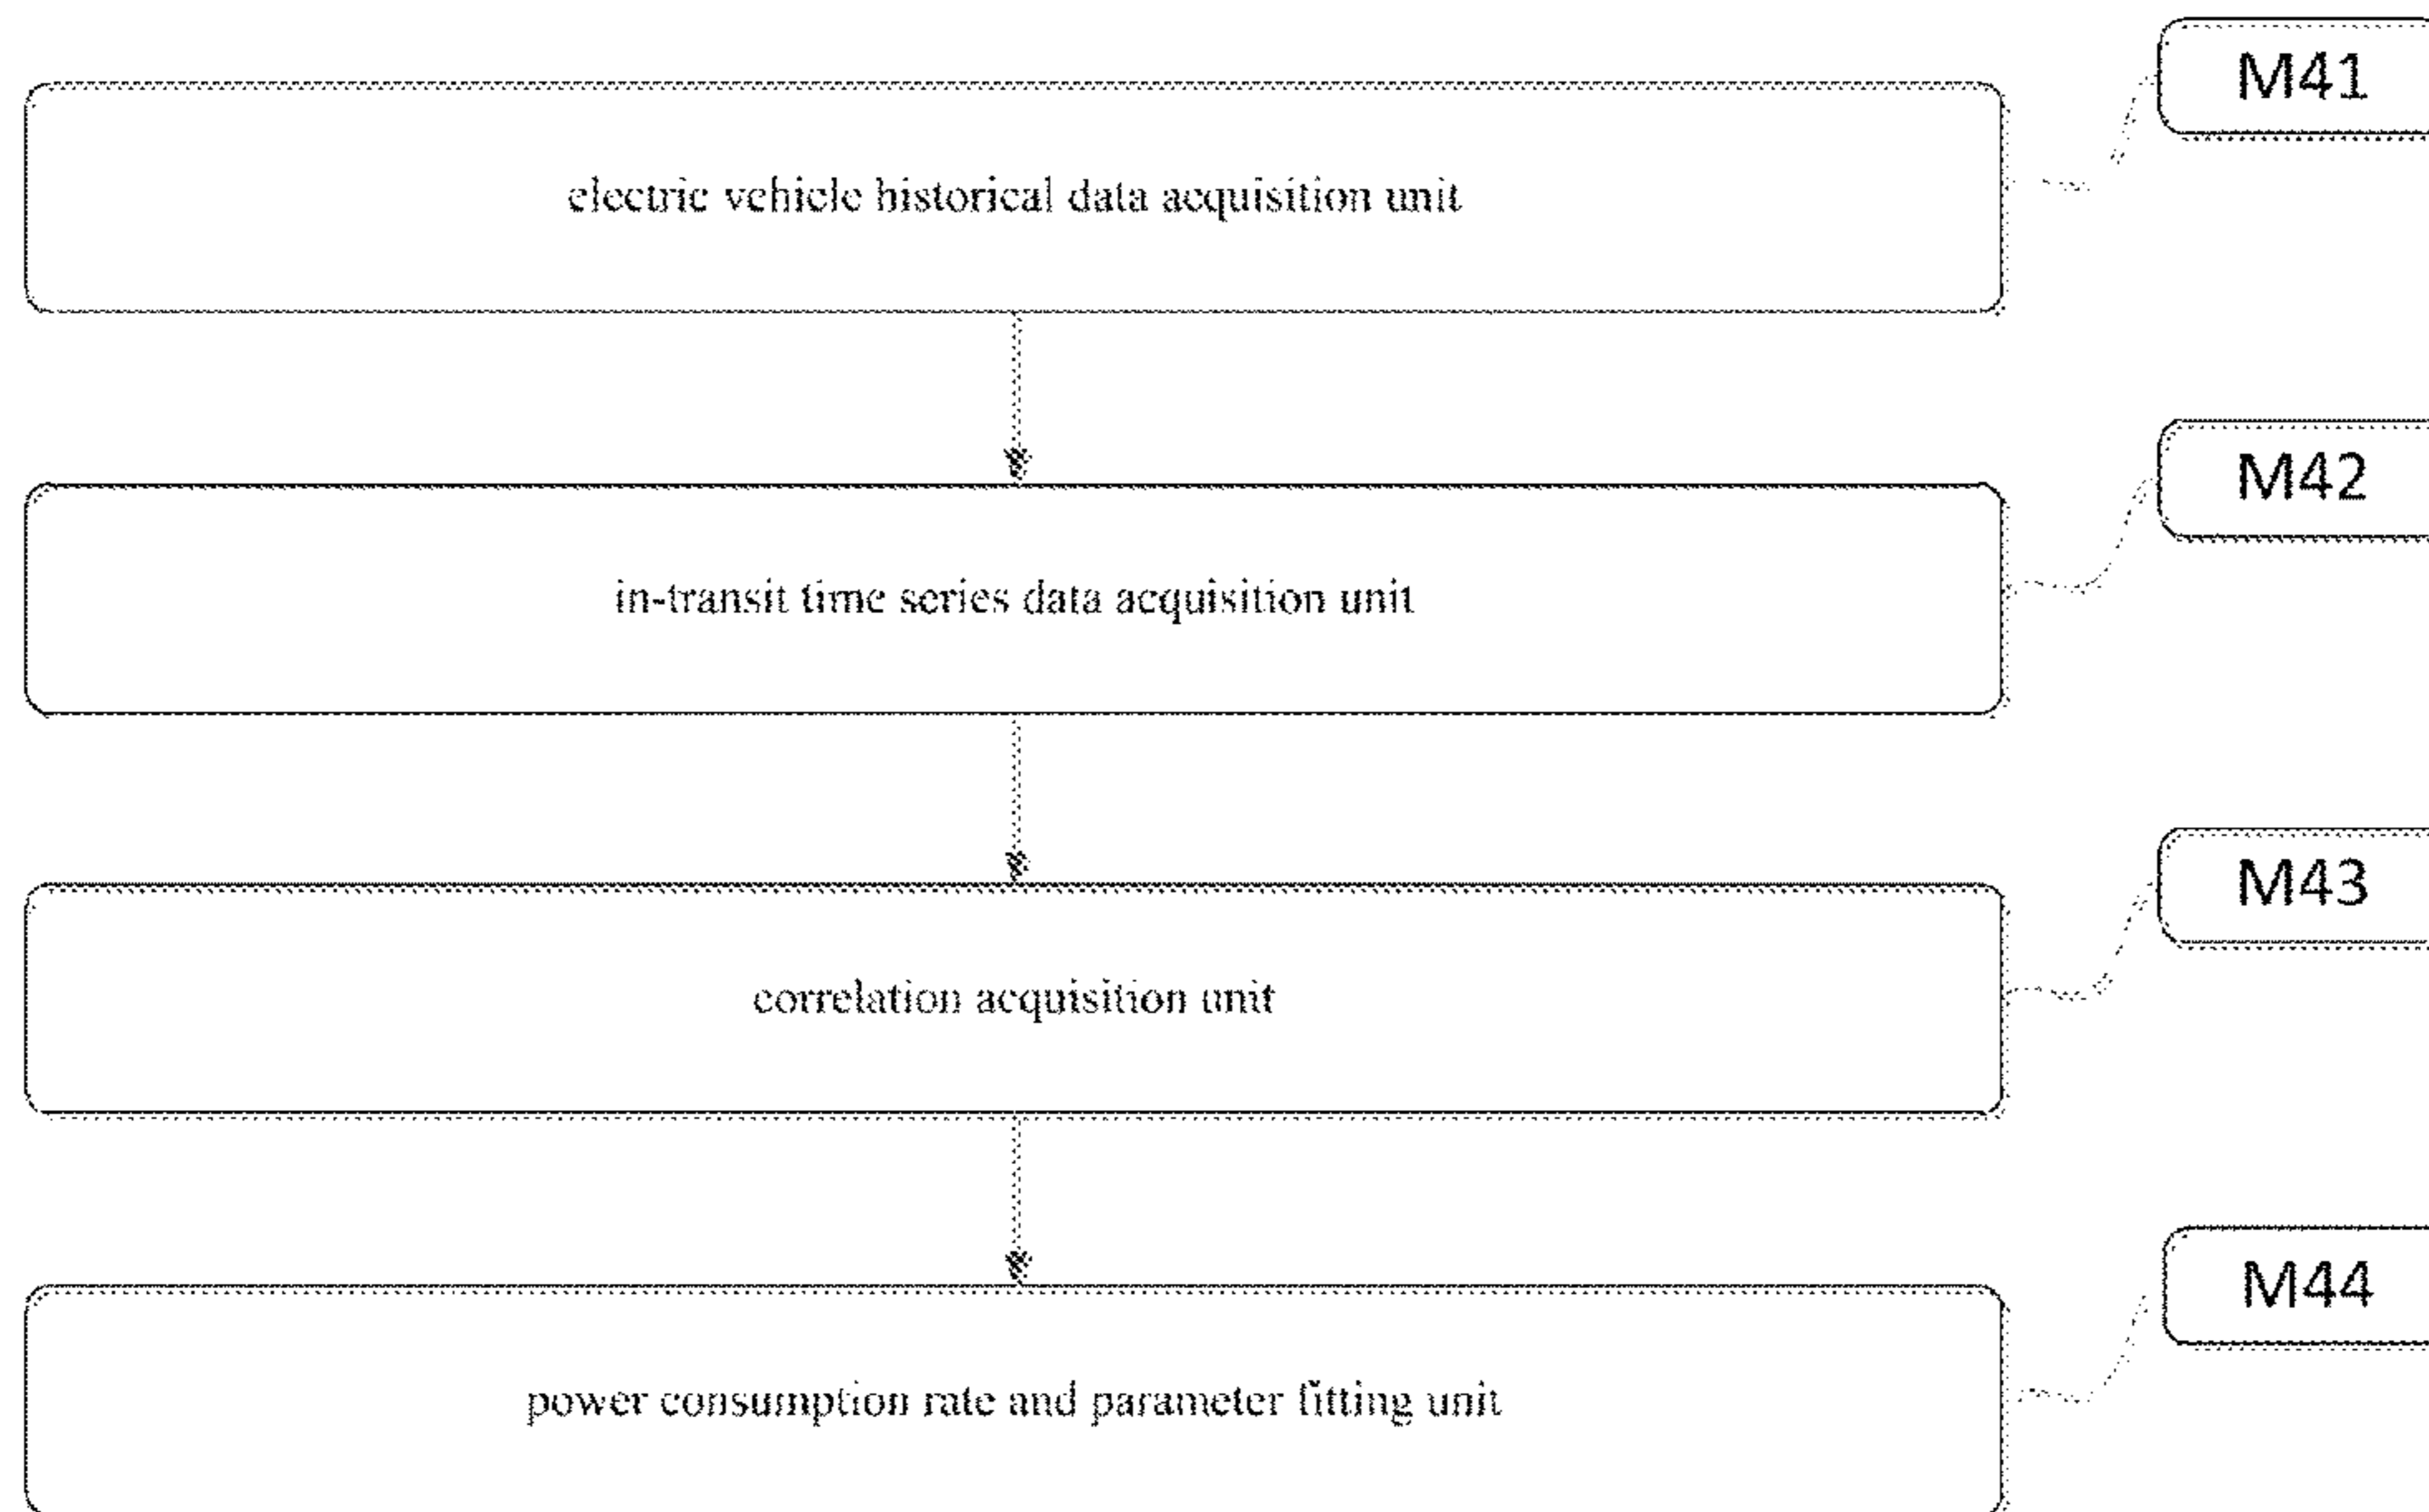 M41
electric vehicle historical data acquisition unit
M42
in-transit time series data acquisition unit
M43
correlation acquisition unit
M44
power consumption rate and parameter fitting unit